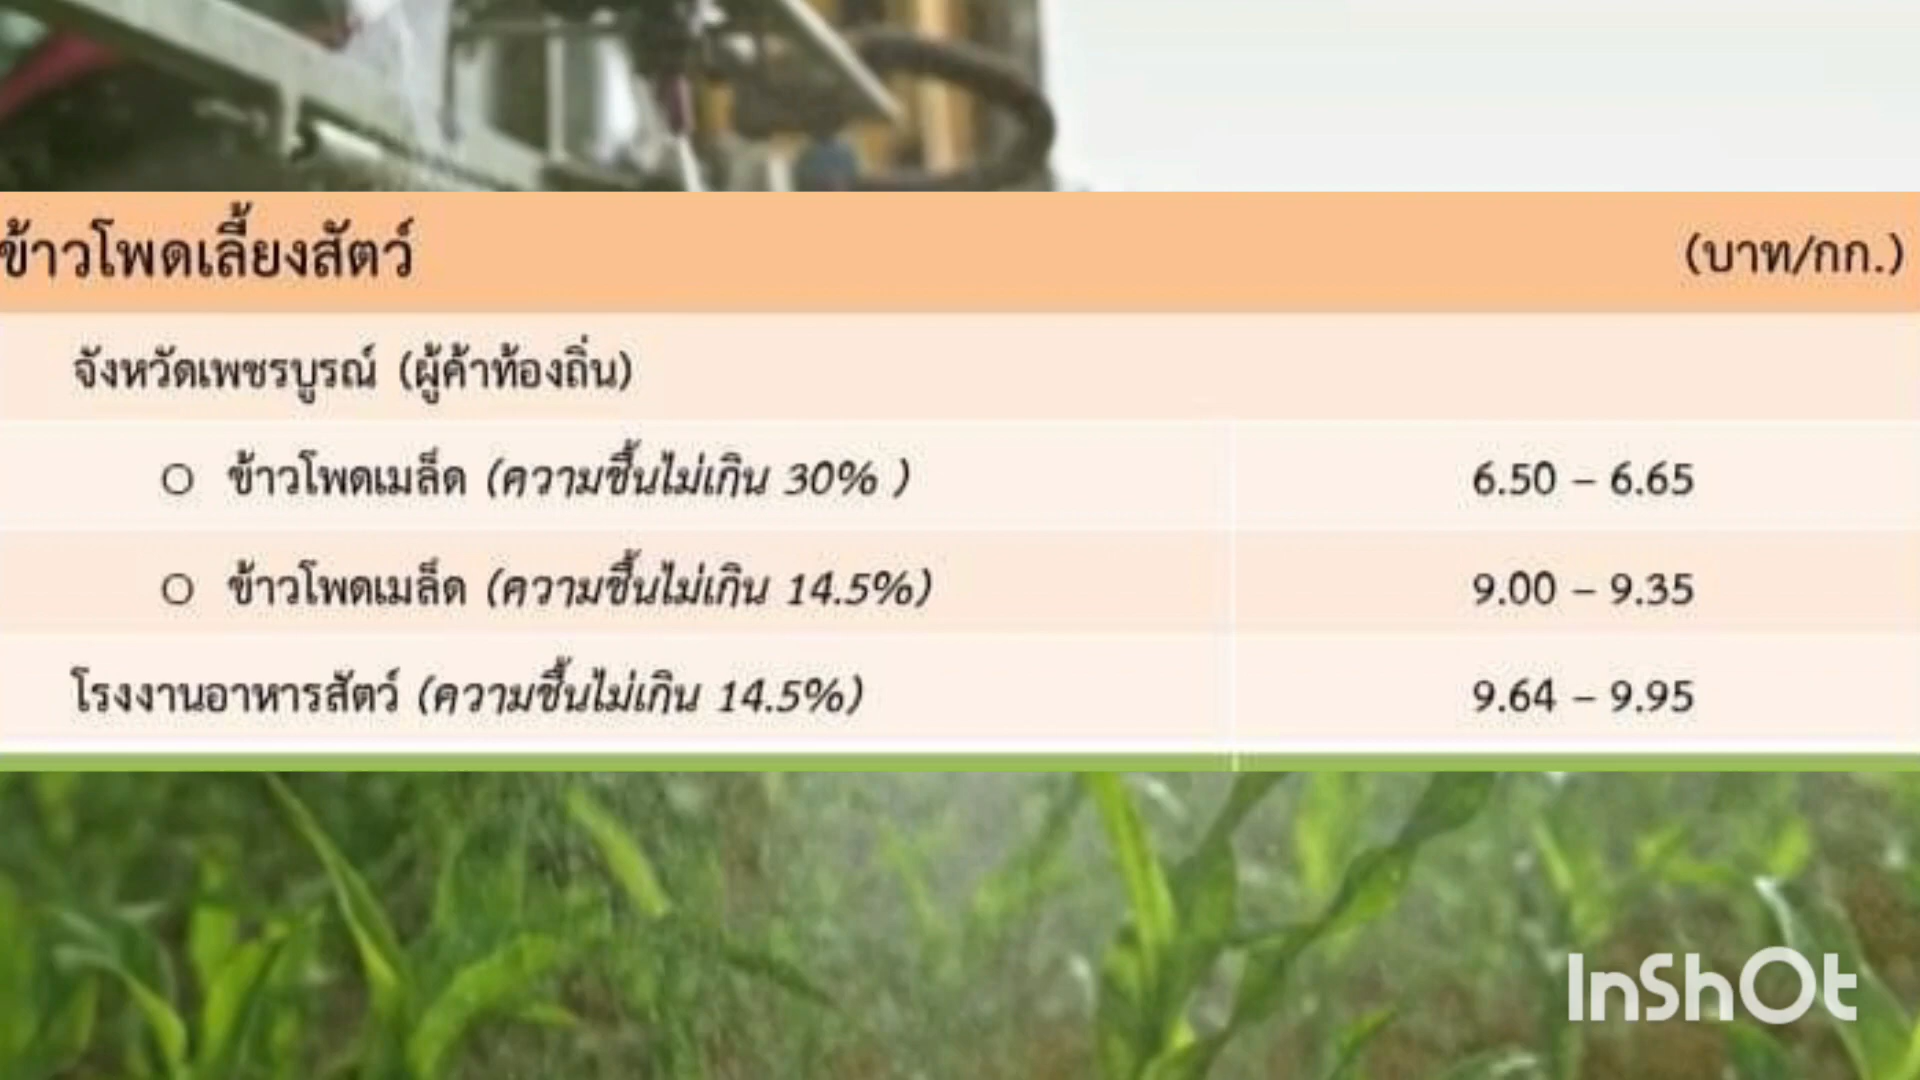 ข้าวโพดเลี้ยงสัตว์ (บาท/กก.)
จังหวัดเพชรบูรณ์ (ผู้ค้าท้องถิ่น)
○ ข้าวโพดเมล็ด (ความชื้นไม่เกิน 30% ) 6.50 – 6.65
○ ข้าวโพดเมล็ด (ความชื้นไม่เกิน 14.5%) 9.00 – 9.35
โรงงานอาหารสัตว์ (ความชื้นไม่เกิน 14.5%) 9.64 – 9.95
InShOt